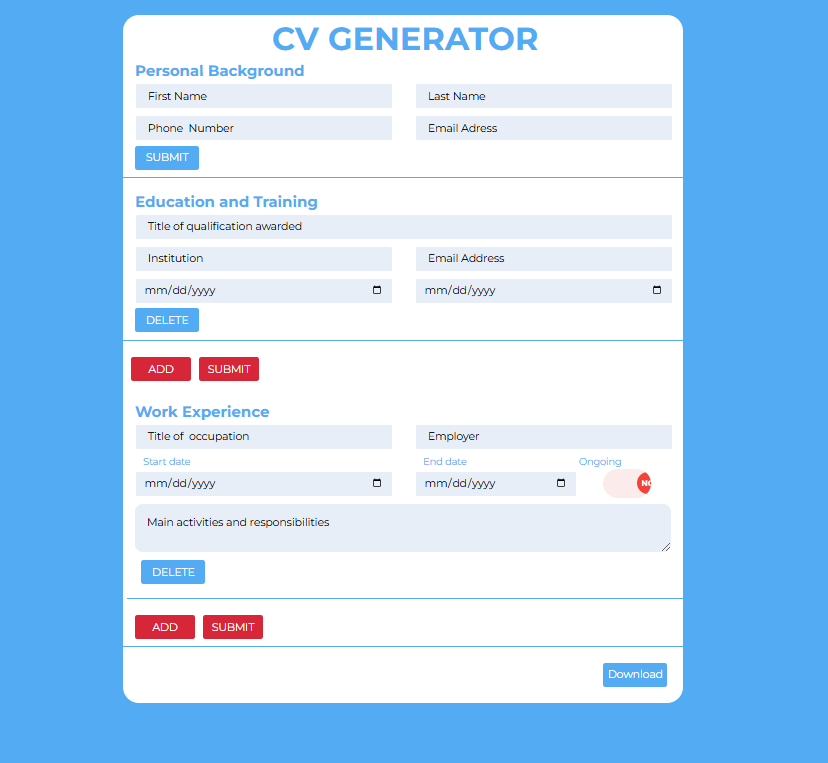 CV GENERATOR
Personal Background
First Name Last Name
Phone  Number Email Adress
SUBMIT
Education and Training
Title of qualification awarded
Institution Email Address
mm/dd/yyyy mm/dd/yyyy
DELETE
ADD SUBMIT
Work Experience
Title of  occupation Employer
Start date End date Ongoing
mm/dd/yyyy mm/dd/yyyy NO
Main activities and responsibilities
DELETE
ADD SUBMIT
Download